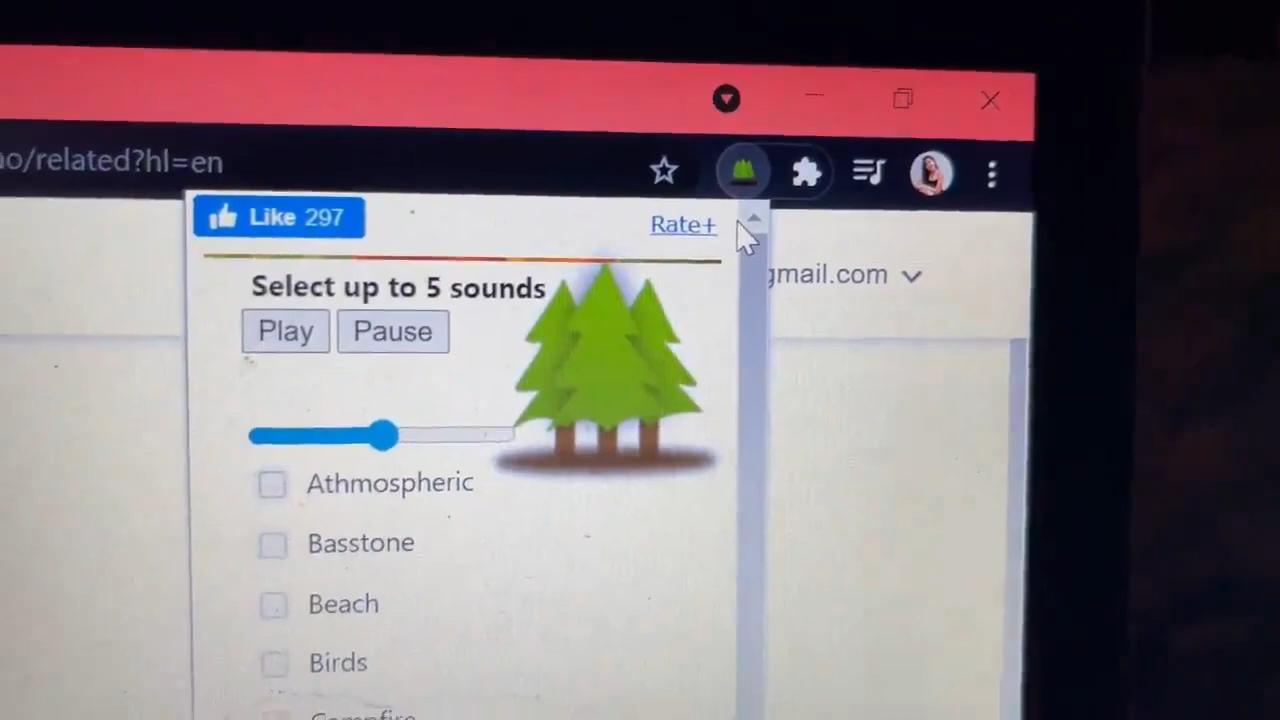 o/related?hl=en
Like 297
Rate+
gmail.com
Select up to 5 sounds
Play Pause
Athmospheric
Basstone
Beach
Birds
Campfire